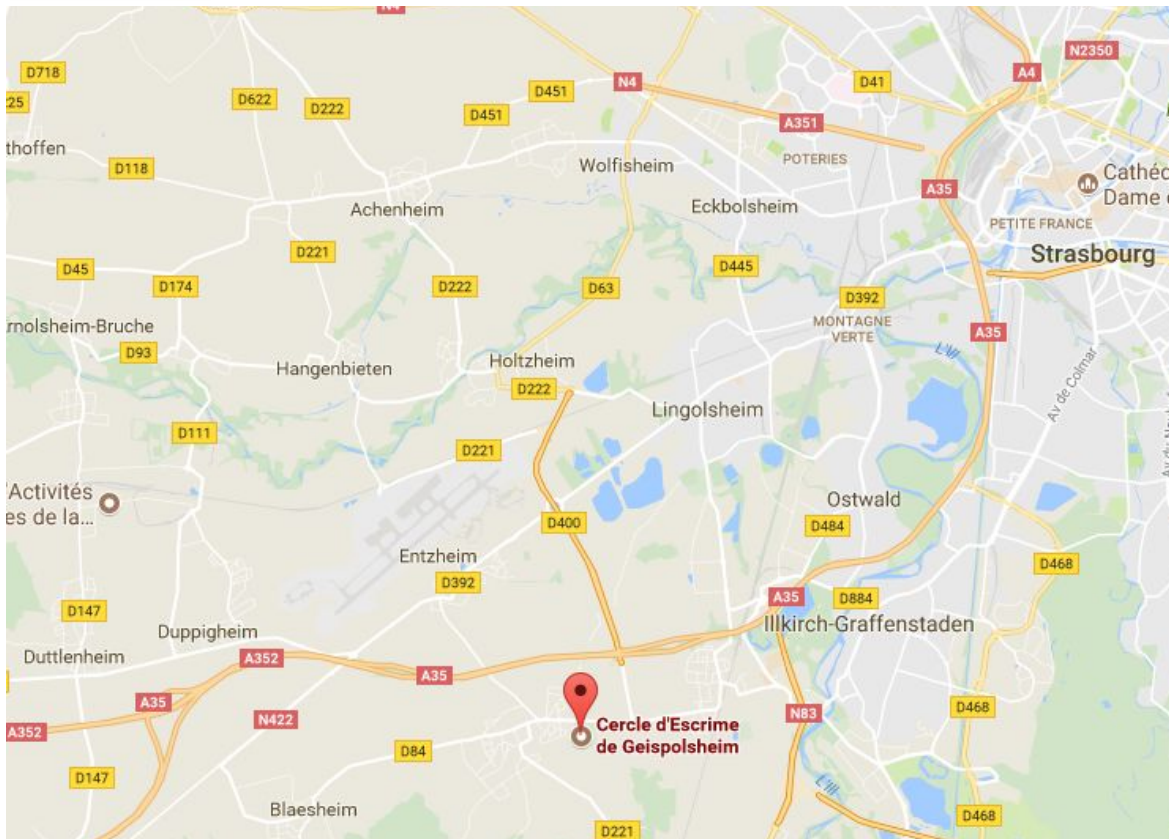 N4
N2350
D718
A4
D41
N4
D451
D622
D222
D451
25
A351
thoffen
POTERIES
Wolfisheim
D118
Cathéd
Dame d
A35
Achenheim
Eckbolsheim
PETITE FRANCE
D221
Strasbourg
D45
D445
D174
D222
D63
D392
rnolsheim-Bruche
MONTAGNE
VERTE
A35
D93
L'Ill
Holtzheim
Hangenbieten
D222
Av de Colmar
Lingolsheim
D111
D221
'Activités
es de la...
Ostwald
D400
D484
Entzheim
D468
D392
A35
D884
D147
Illkirch-Graffenstaden
Duppigheim
Duttlenheim
A352
A35
A35
D468
N83
N422
Cercle d'Escrime
de Geispolsheim
A352
D84
D147
L'Ill
Blaesheim
D468
D221